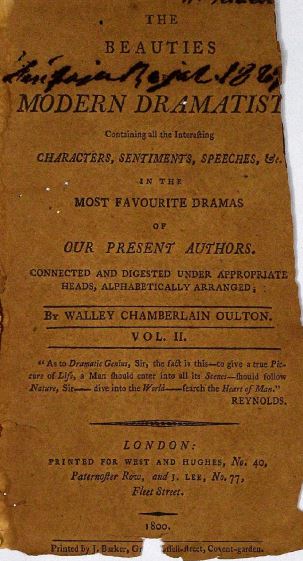 THE
BEAUTIES
MODERN DRAMATIST
Containing all the Interesting
CHARACTERS, SENTIMENTS, SPEECHES, &c.
IN THE
MOST FAVOURITE DRAMAS
OF
OUR PRESENT AUTHORS.
CONNECTED AND DIGESTED UNDER APPROPRIATE
HEADS, ALPHABETICALLY ARRANGED;
BY WALLEY CHAMBERLAIN OULTON.
VOL. II.
"As to Dramatic Genius, Sir, the fact is this—to give a true Pic-
ture of Life, a Man should enter into all its Scenes—should follow
Nature, Sir—— dive into the World——search the Heart of Man."
REYNOLDS.
LONDON:
PRINTED FOR WEST AND HUGHES, No. 40,
Paternoster Row, and J. LEE, No. 77,
Fleet Street.
1800.
Printed by J. Barker, Russell-street, Covent-garden.